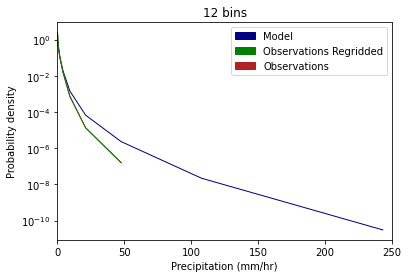 12 bins
Model
Observations Regridded
Observations
Probability density
10^0
10^-2
10^-4
10^-6
10^-8
10^-10
0
50
100
150
200
250
Precipitation (mm/hr)